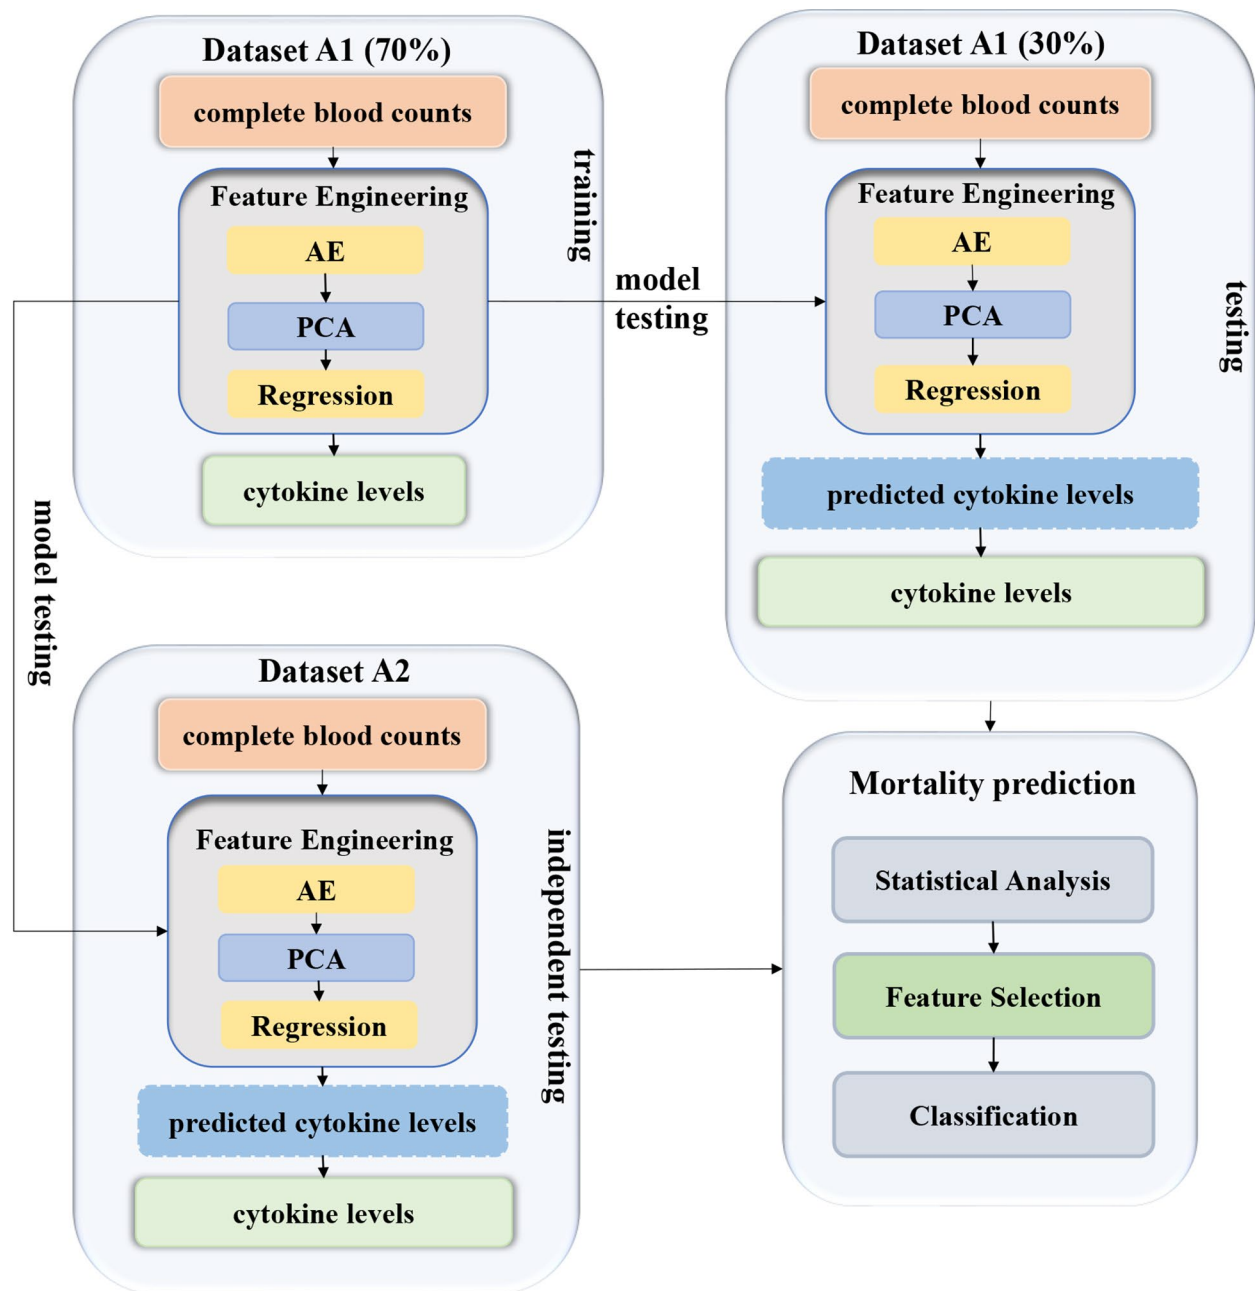 Dataset A1 (70%)
complete blood counts
Feature Engineering
AE
PCA
Regression
cytokine levels
training
model
testing
Dataset A1 (30%)
complete blood counts
Feature Engineering
AE
PCA
Regression
predicted cytokine levels
cytokine levels
testing
model testing
Dataset A2
complete blood counts
Feature Engineering
AE
PCA
Regression
predicted cytokine levels
cytokine levels
independent testing
Mortality prediction
Statistical Analysis
Feature Selection
Classification